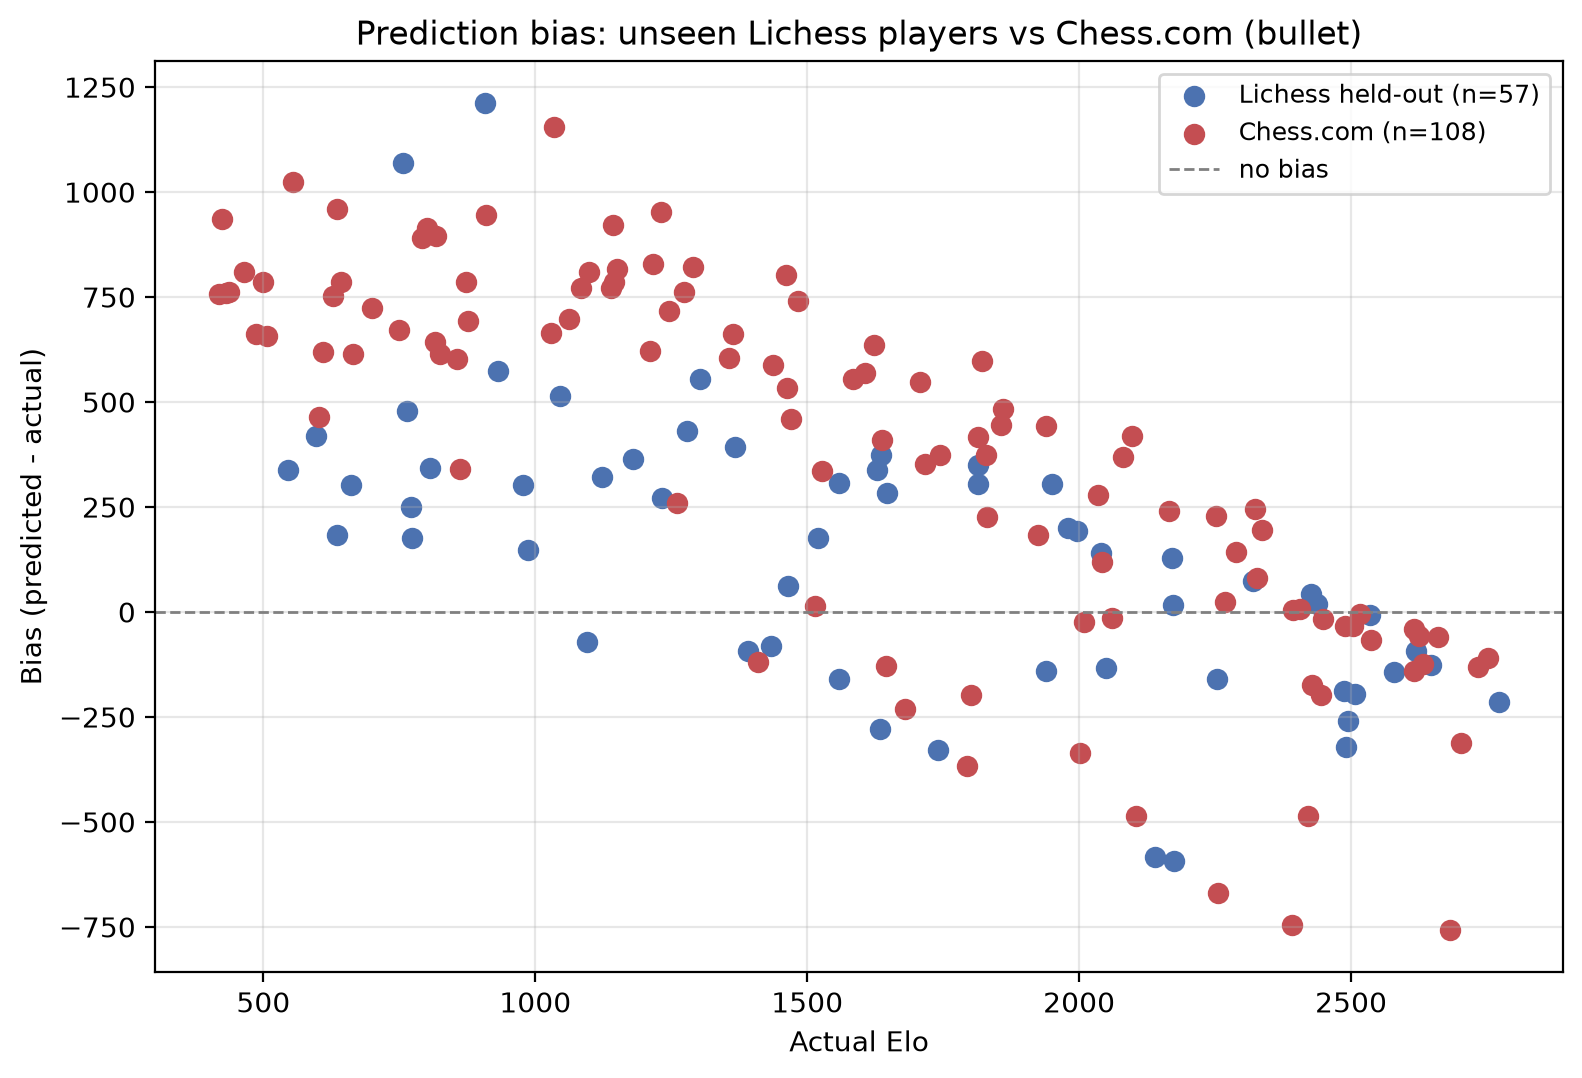 Prediction bias: unseen Lichess players vs Chess.com (bullet)
Lichess held-out (n=57)
Chess.com (n=108)
no bias
Bias (predicted - actual)
1250
1000
750
500
250
0
−250
−500
−750
500
1000
1500
2000
2500
Actual Elo